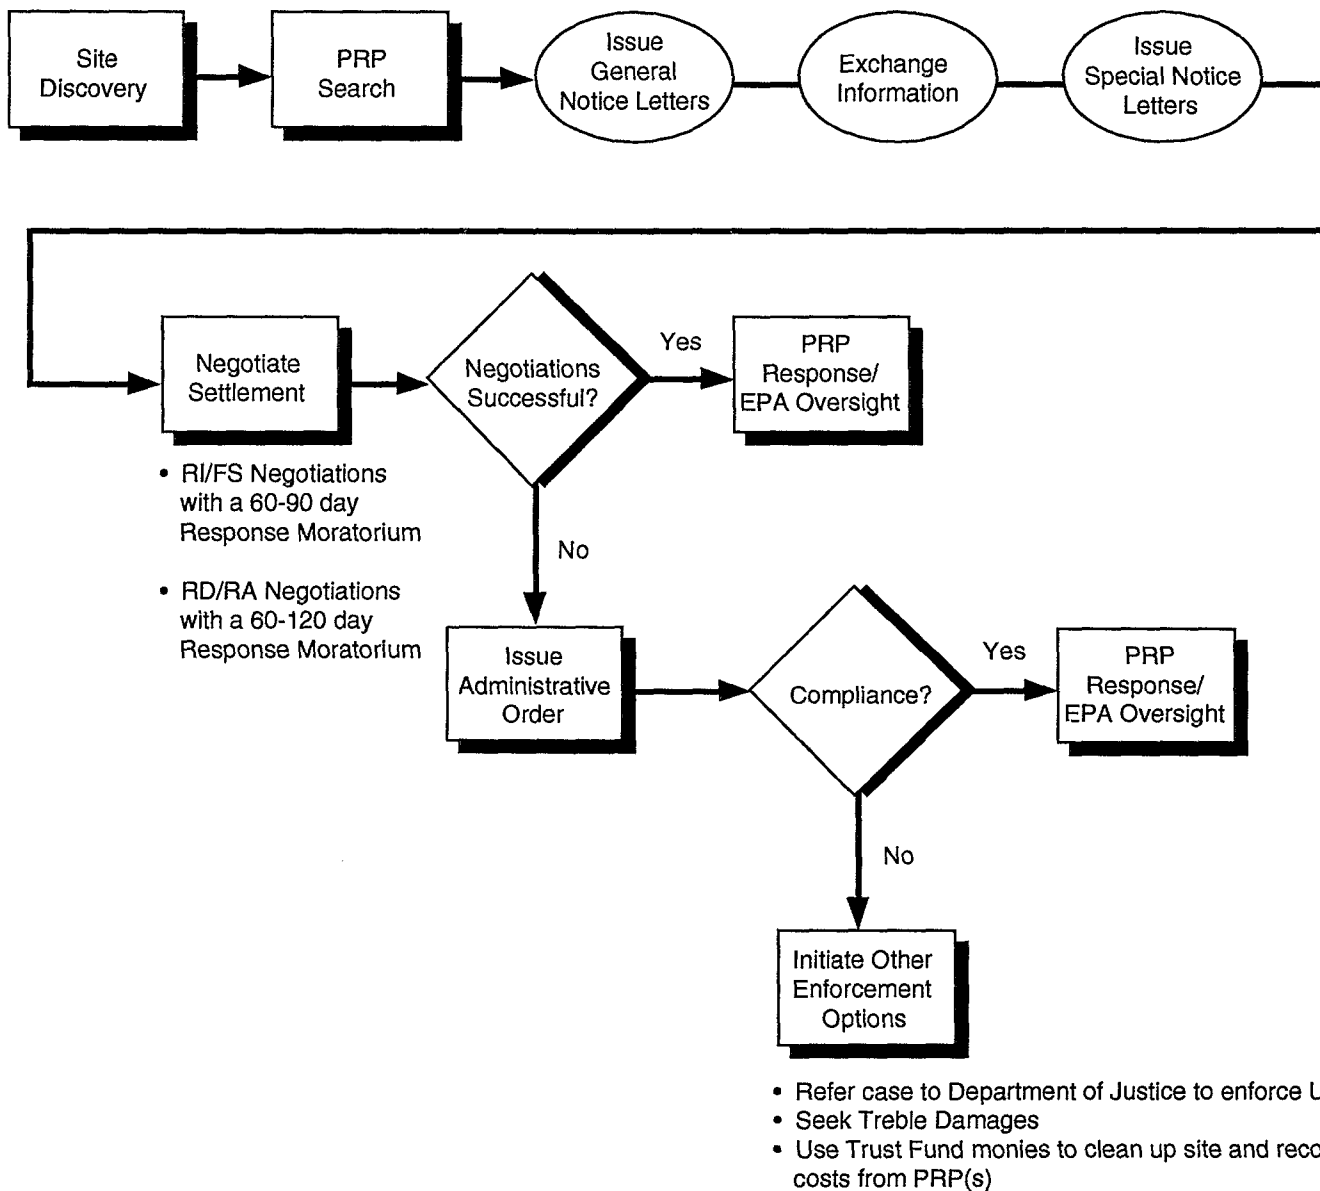 Site
Discovery
PRP
Search
Issue
General
Notice Letters
Exchange
Information
Issue
Special Notice
Letters
Negotiate
Settlement
Negotiations
Successful?
Yes
PRP
Response/
EPA Oversight
• RI/FS Negotiations
with a 60-90 day
Response Moratorium
• RD/RA Negotiations
with a 60-120 day
Response Moratorium
No
Issue
Administrative
Order
Compliance?
Yes
PRP
Response/
EPA Oversight
No
Initiate Other
Enforcement
Options
• Refer case to Department of Justice to enforce
• Seek Treble Damages
• Use Trust Fund monies to clean up site and
costs from PRP(s)